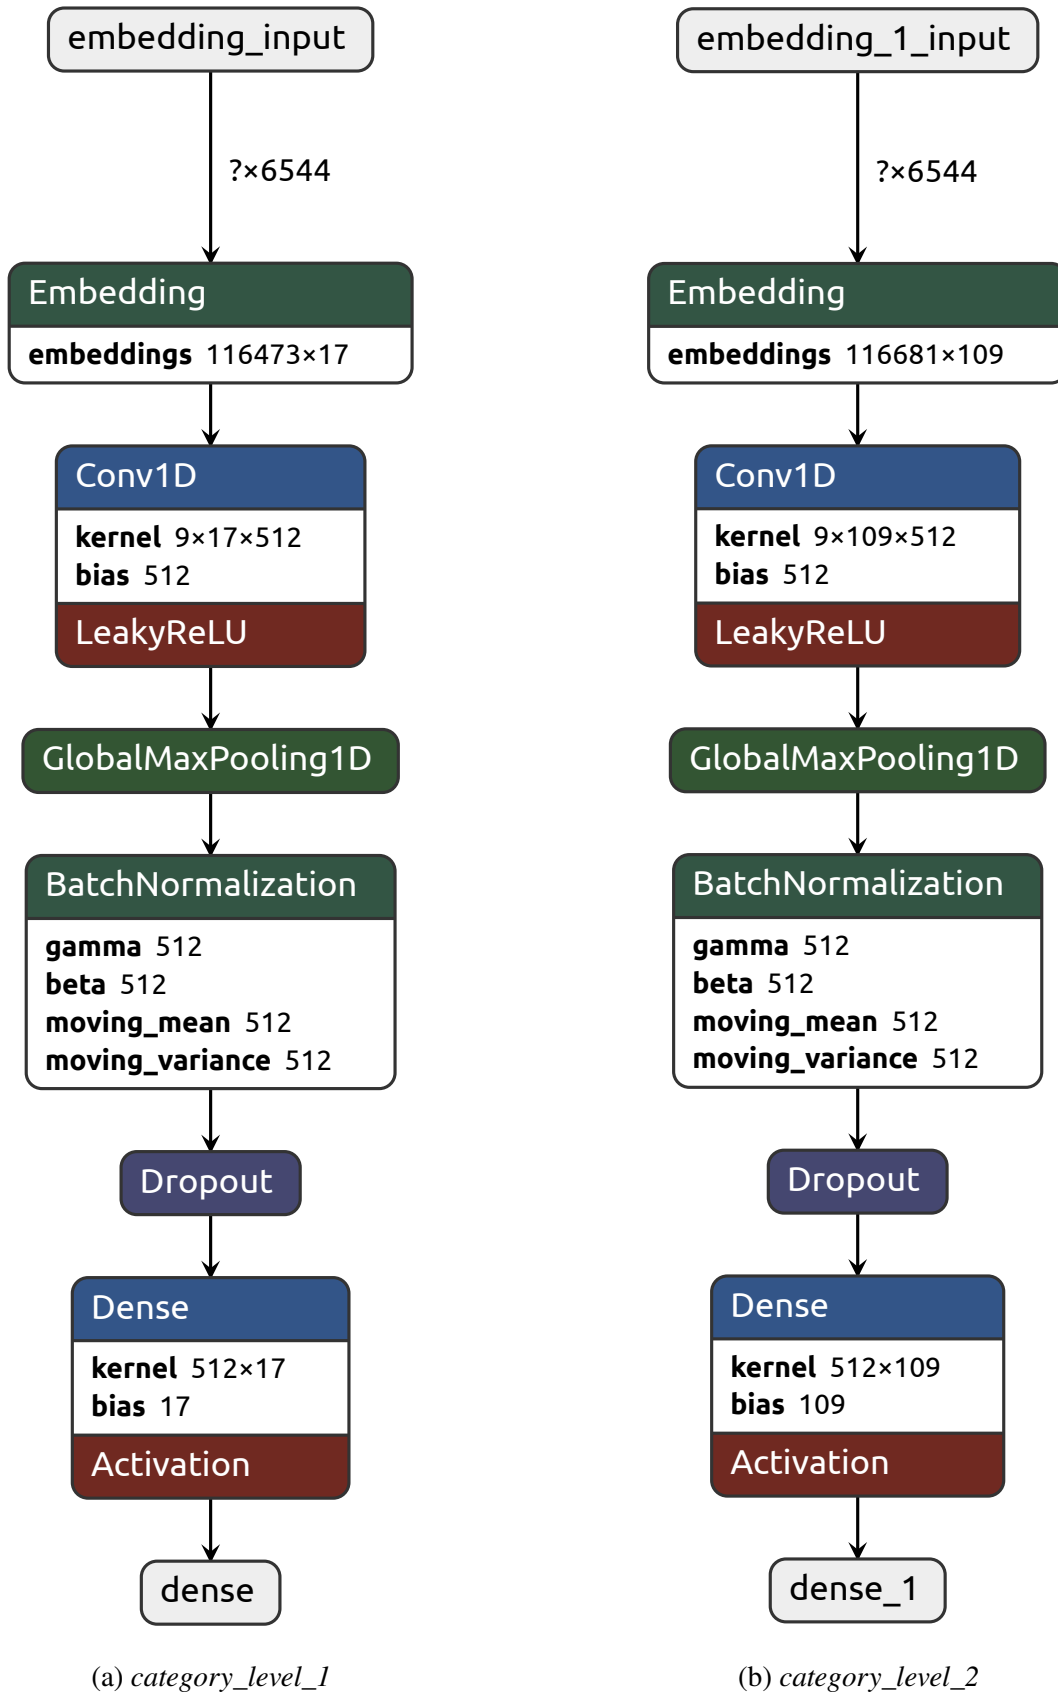 embedding_input
?×6544
Embedding
embeddings 116473×17
Conv1D
kernel 9×17×512
bias 512
LeakyReLU
GlobalMaxPooling1D
BatchNormalization
gamma 512
beta 512
moving_mean 512
moving_variance 512
Dropout
Dense
kernel 512×17
bias 17
Activation
dense
(a) category_level_1
embedding_1_input
?×6544
Embedding
embeddings 116681×109
Conv1D
kernel 9×109×512
bias 512
LeakyReLU
GlobalMaxPooling1D
BatchNormalization
gamma 512
beta 512
moving_mean 512
moving_variance 512
Dropout
Dense
kernel 512×109
bias 109
Activation
dense_1
(b) category_level_2